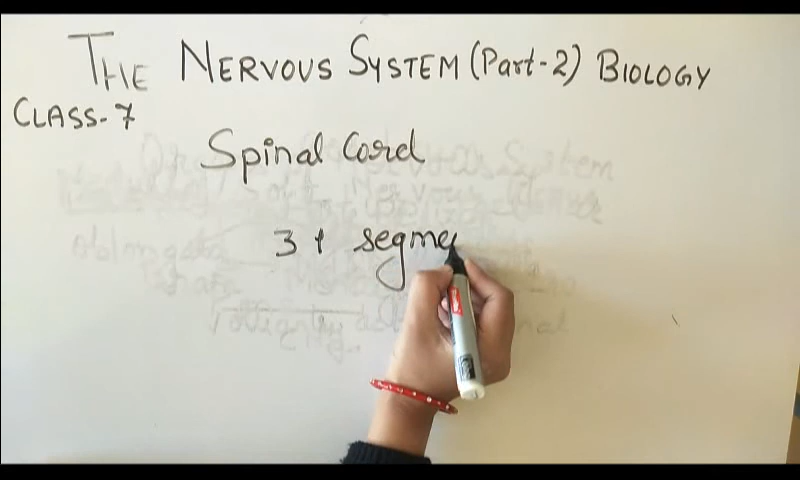 THE NERVOUS SYSTEM (Part-2) BIOLOGY
CLASS-7
Spinal Cord
31 segme